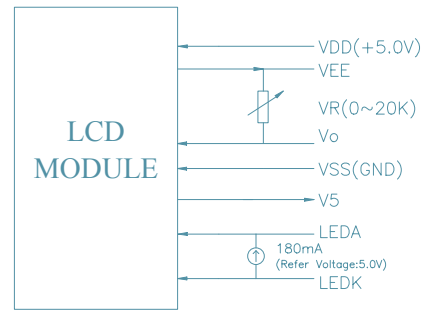 LCD
MODULE
VDD(+5.0V)
VEE
VR(0~20K)
Vo
VSS(GND)
V5
LEDA
180mA
(Refer Voltage:5.0V)
LEDK